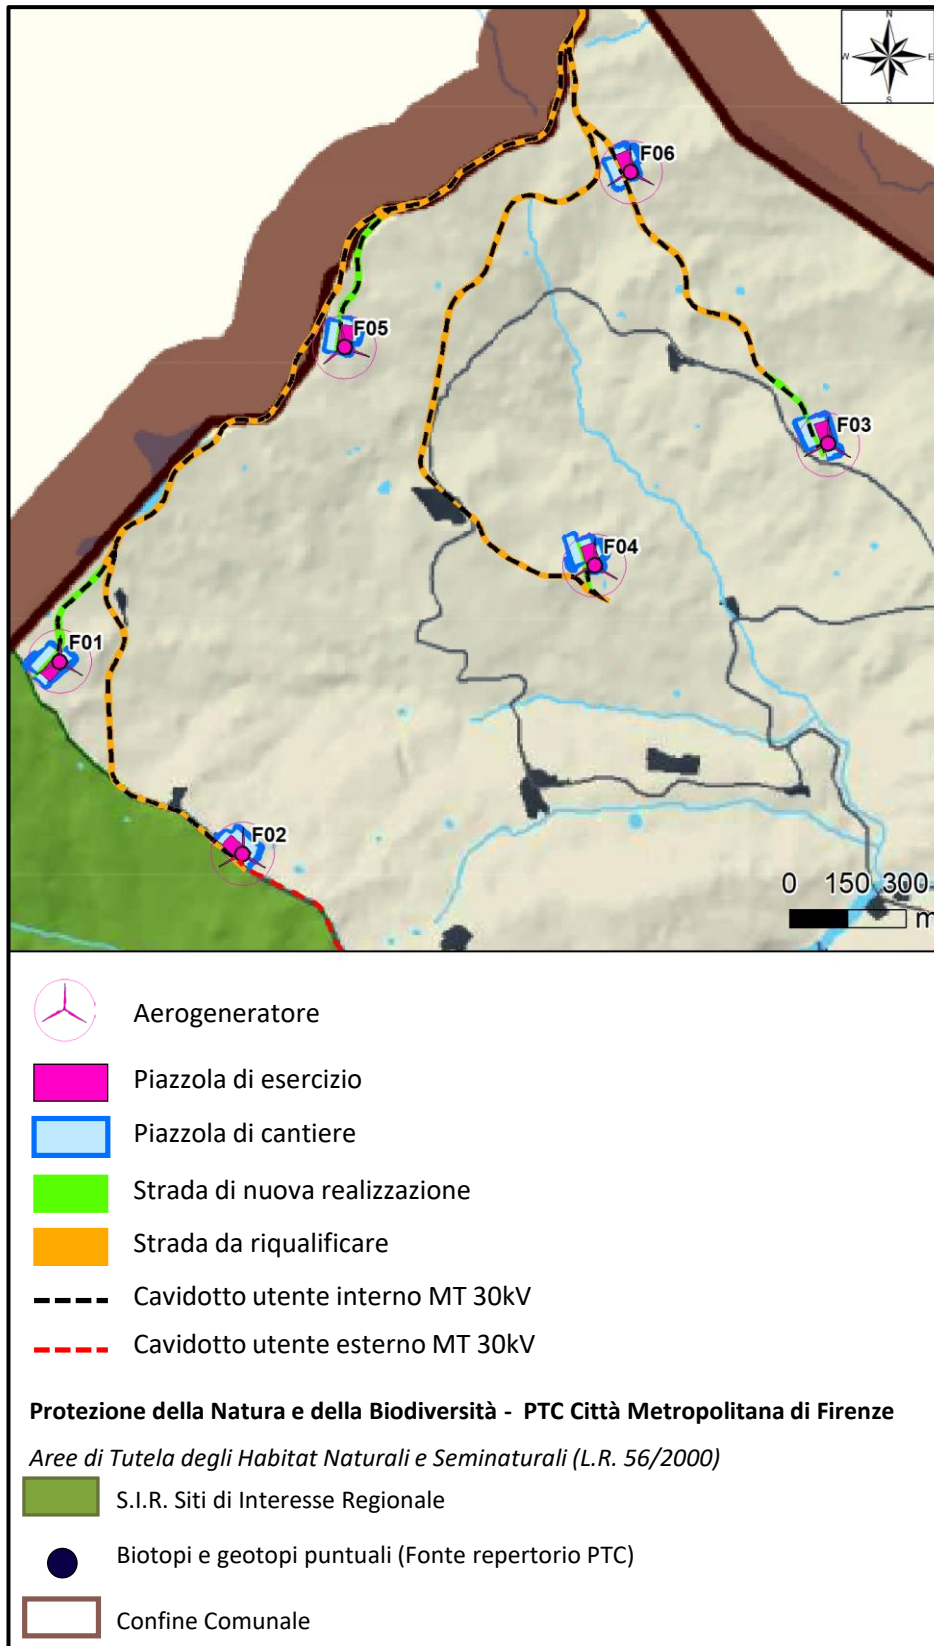 N
W E
S
F06
F05
F03
F04
F01
F02
0 150 300
m
Aerogeneratore
Piazzola di esercizio
Piazzola di cantiere
Strada di nuova realizzazione
Strada da riqualificare
Cavidotto utente interno MT 30kV
Cavidotto utente esterno MT 30kV
Protezione della Natura e della Biodiversità - PTC Città Metropolitana di Firenze
Aree di Tutela degli Habitat Naturali e Seminaturali (L.R. 56/2000)
S.I.R. Siti di Interesse Regionale
Biotopi e geotopi puntuali (Fonte repertorio PTC)
Confine Comunale